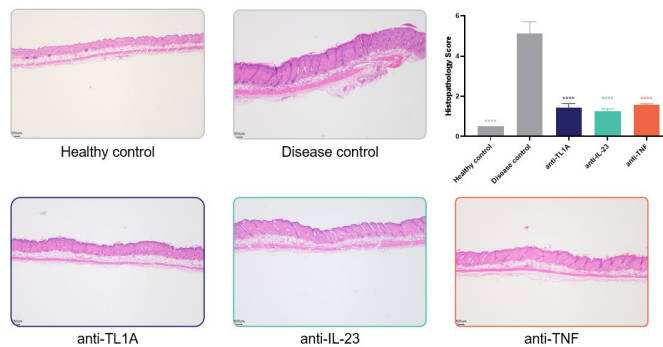 Healthy control
Disease control
Histopathology Score
6
4
2
0
****
****
****
****
Healthy control
Disease control
anti-TL1A
anti-IL-23
anti-TNF
anti-TL1A
anti-IL-23
anti-TNF